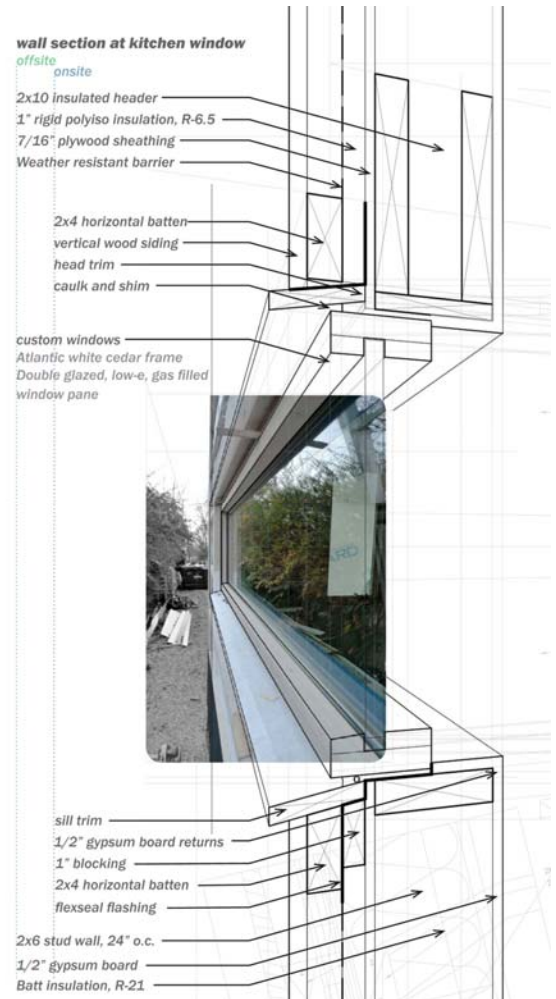 wall section at kitchen window
offsite
onsite
2x10 insulated header
1" rigid polyiso insulation, R-6.5
7/16" plywood sheathing
Weather resistant barrier
2x4 horizontal batten
vertical wood siding
head trim
caulk and shim
custom windows
Atlantic white cedar frame
Double glazed, low-e, gas filled
window pane
ARD
sill trim
1/2" gypsum board returns
1" blocking
2x4 horizontal batten
flexseal flashing
2x6 stud wall, 24" o.c.
1/2" gypsum board
Batt insulation, R-21